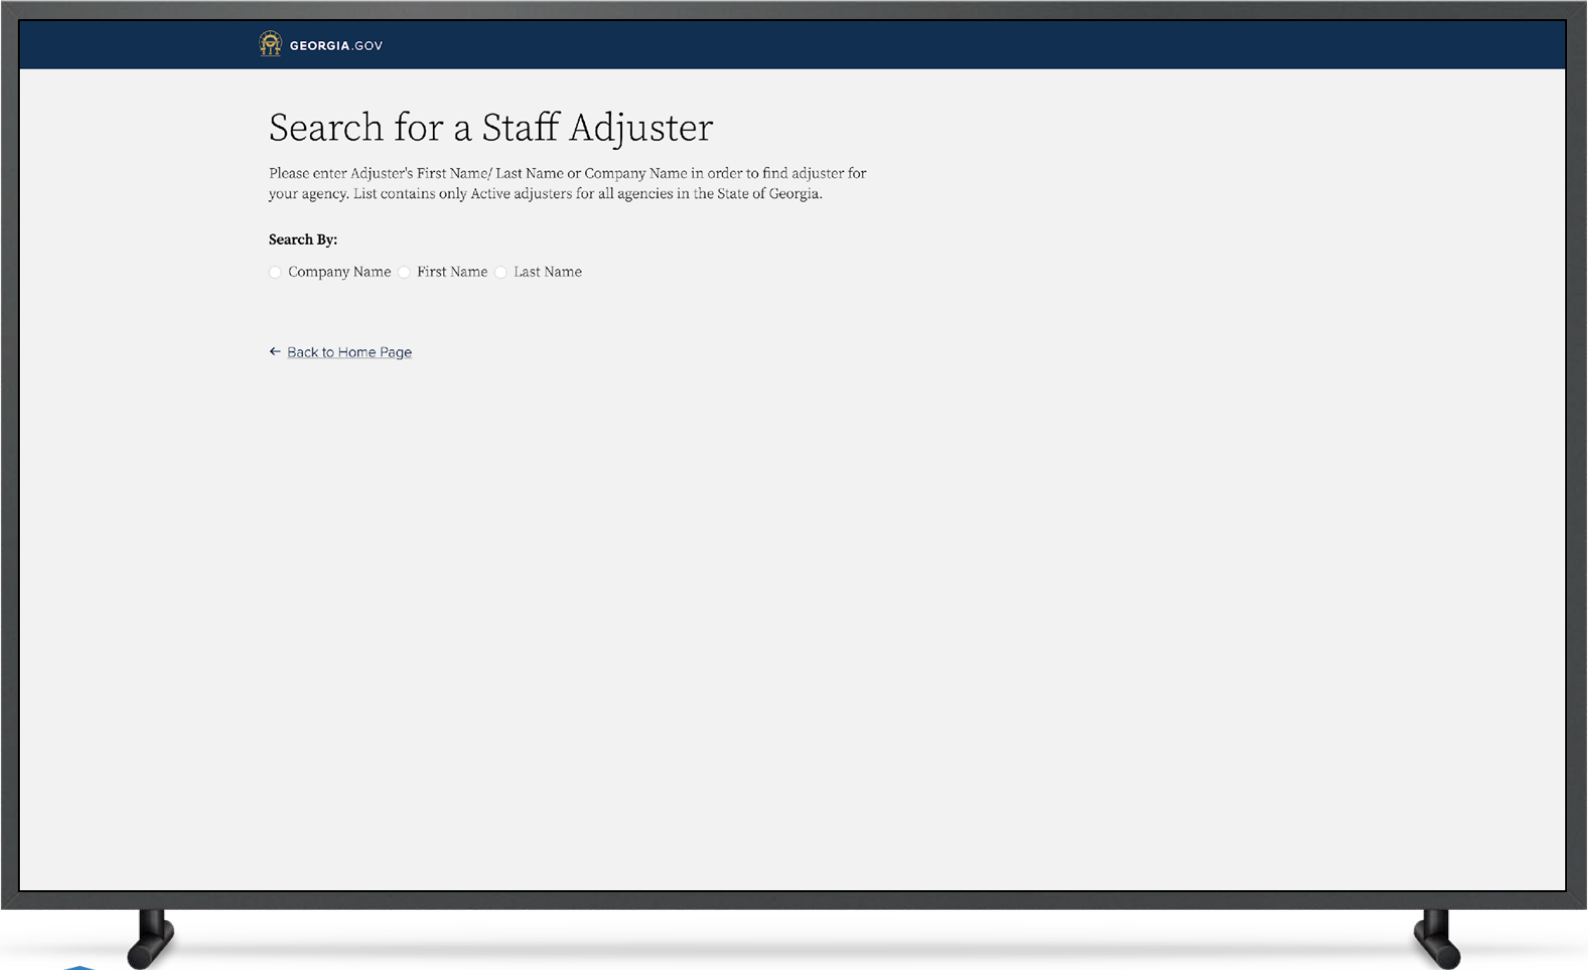 GEORGIA.GOV
Search for a Staff Adjuster
Please enter Adjuster's First Name/ Last Name or Company Name in order to find adjuster for
your agency. List contains only Active adjusters for all agencies in the State of Georgia.
Search By:
Company Name First Name Last Name
← Back to Home Page